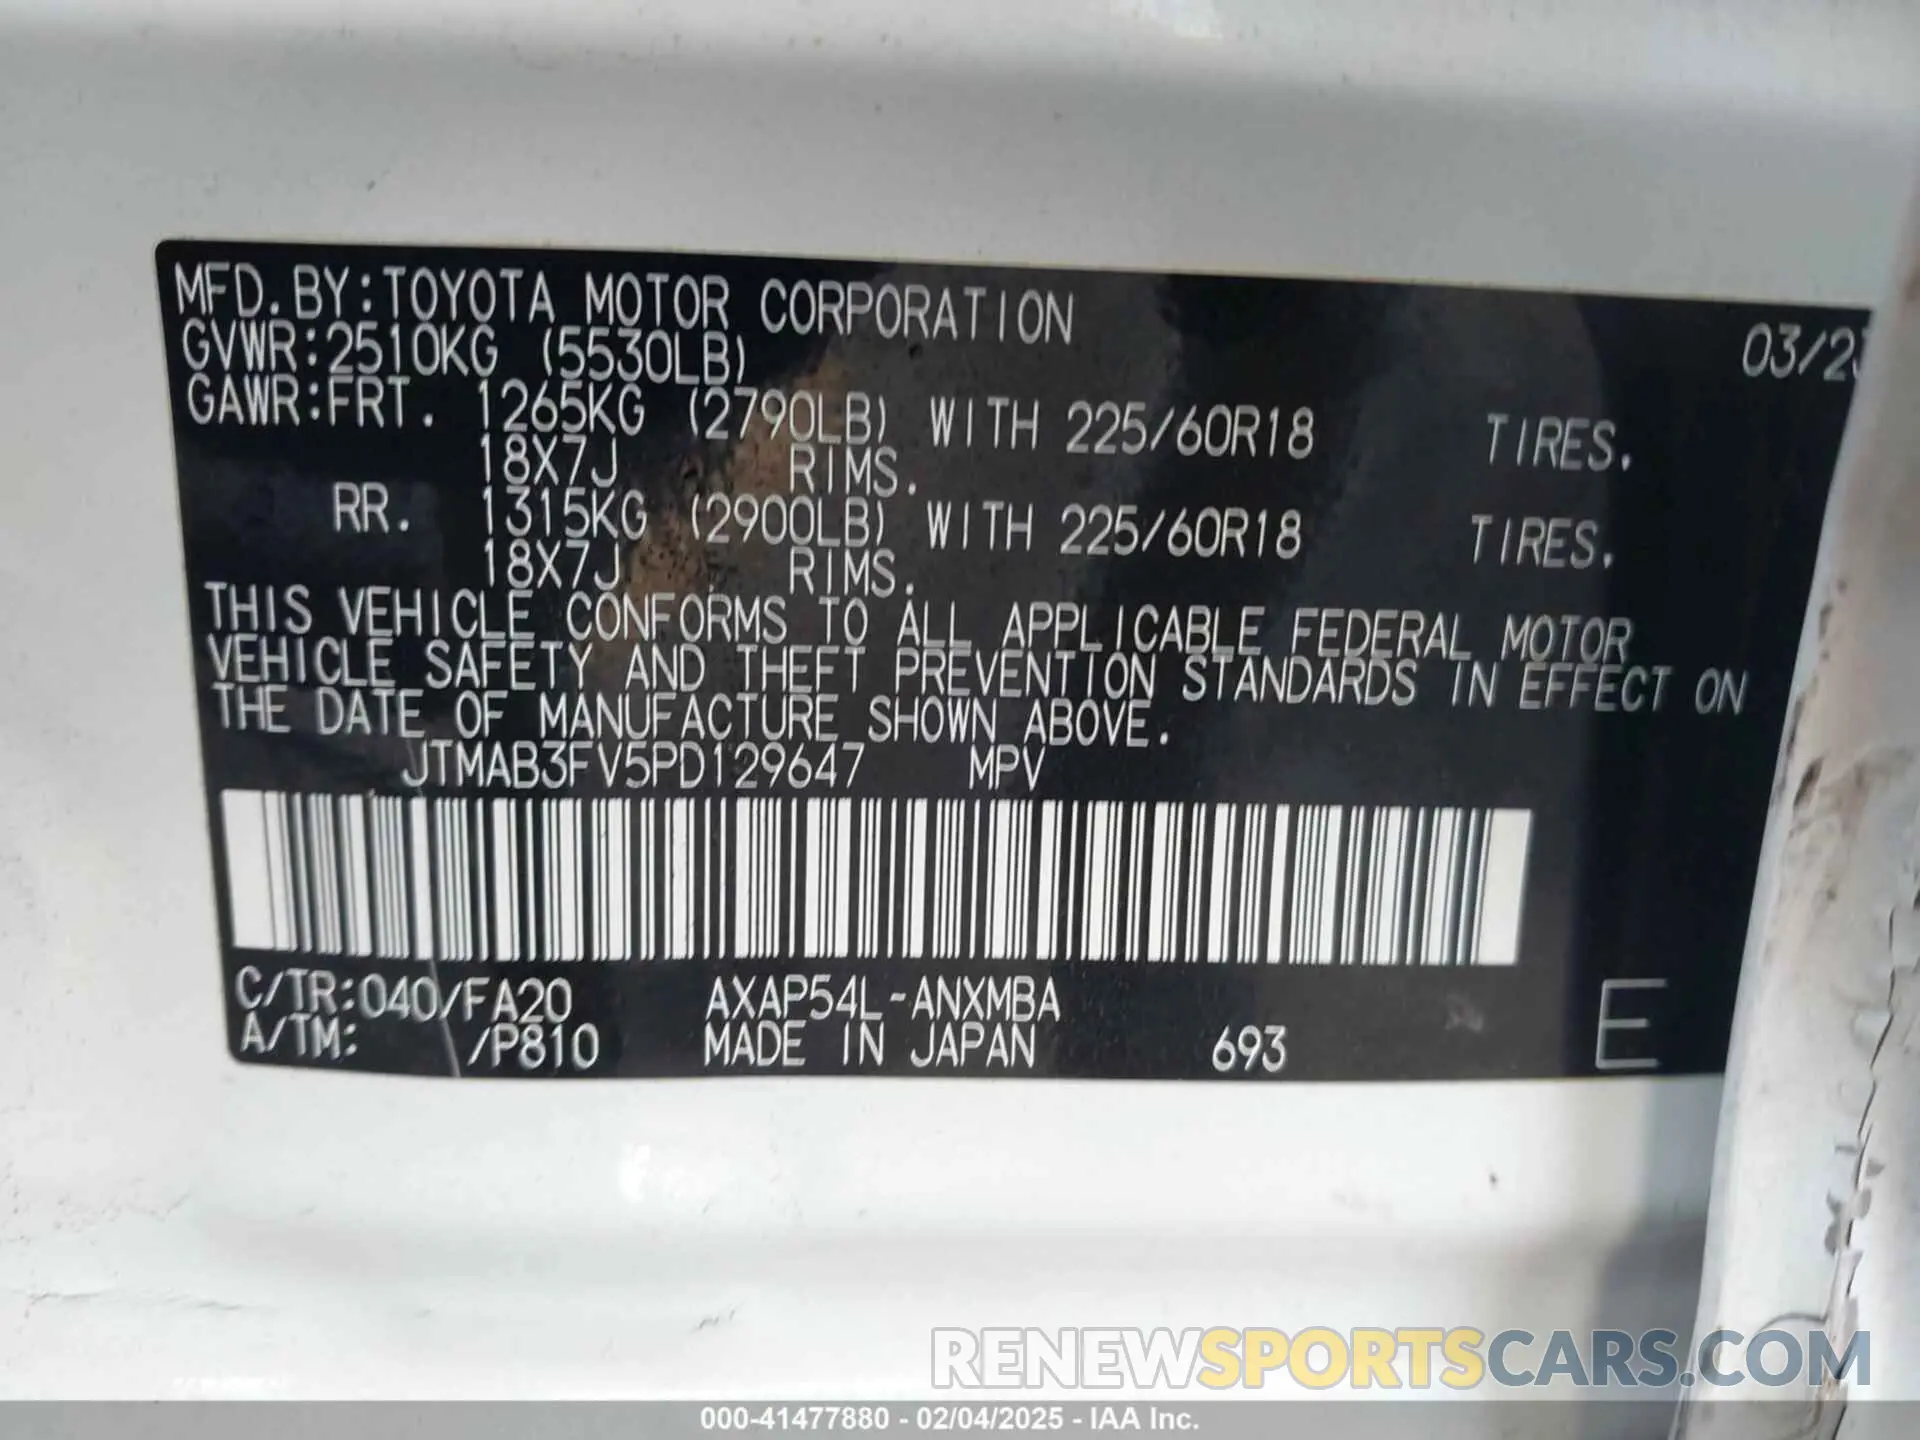 MFD.BY:TOYOTA MOTOR CORPORATION 03/23
GVWR:2510KG (5530LB)
GAWR:FRT. 1265KG (2790LB) WITH 225/60R18 TIRES.
18X7J RIMS.
RR. 1315KG (2900LB) WITH 225/60R18 TIRES.
18X7J RIMS.
THIS VEHICLE CONFORMS TO ALL APPLICABLE FEDERAL MOTOR
VEHICLE SAFETY AND THEFT PREVENTION STANDARDS IN EFFECT ON
THE DATE OF MANUFACTURE SHOWN ABOVE.
JTMAB3FV5PD129647 MPV
C/TR:040/FA20 AXAP54L-ANXMBA
A/TM: /P810 MADE IN JAPAN 693 E
RENEWSPORTSCARS.COM
000-41477880 - 02/04/2025 - IAA Inc.